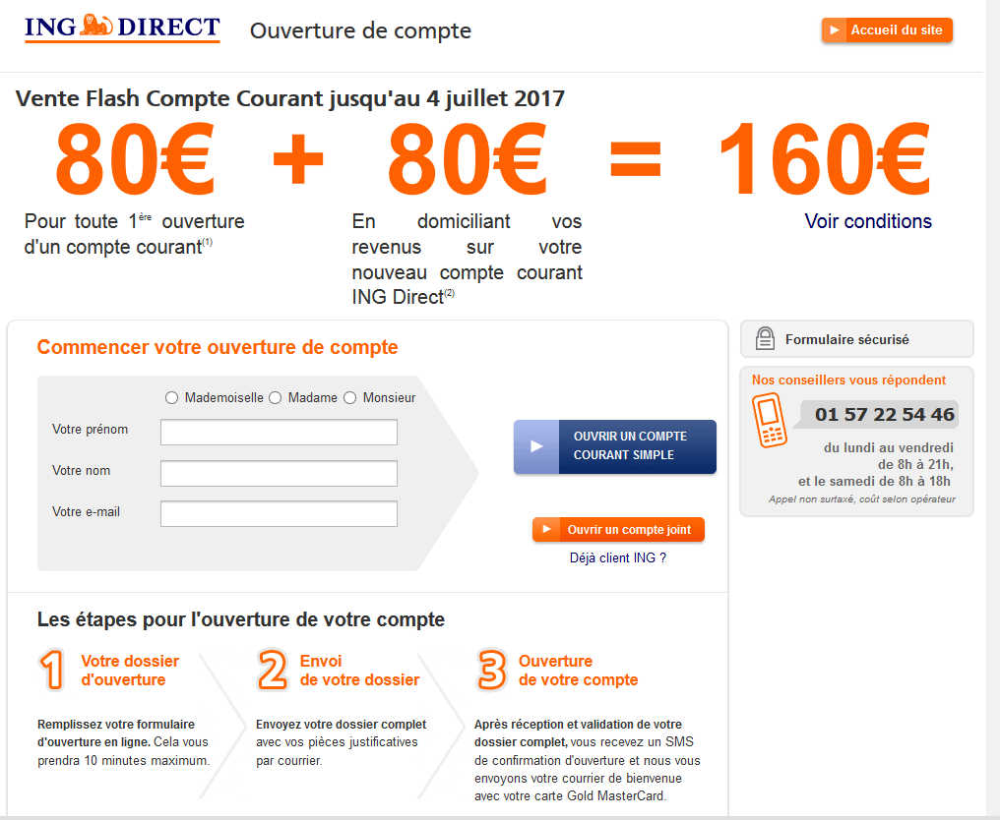 ING DIRECT
Ouverture de compte
Accueil du site
Vente Flash Compte Courant jusqu'au 4 juillet 2017
80€ + 80€ = 160€
Pour toute 1ère ouverture
d'un compte courant(1)
En domiciliant vos
revenus sur votre
nouveau compte courant
ING Direct(2)
Voir conditions
Commencer votre ouverture de compte
Mademoiselle Madame Monsieur
Votre prénom
Votre nom
Votre e-mail
OUVRIR UN COMPTE
COURANT SIMPLE
Ouvrir un compte joint
Déjà client ING ?
Formulaire sécurisé
Nos conseillers vous répondent
01 57 22 54 46
du lundi au vendredi
de 8h à 21h,
et le samedi de 8h à 18h
Appel non surtaxé, coût selon opérateur
Les étapes pour l'ouverture de votre compte
1 Votre dossier
d'ouverture
Remplissez votre formulaire
d'ouverture en ligne. Cela vous
prendra 10 minutes maximum.
2 Envoi
de votre dossier
Envoyez votre dossier complet
avec vos pièces justificatives
par courrier.
3 Ouverture
de votre compte
Après réception et validation de votre
dossier complet, vous recevez un SMS
de confirmation d'ouverture et nous vous
envoyons votre courrier de bienvenue
avec votre carte Gold MasterCard.